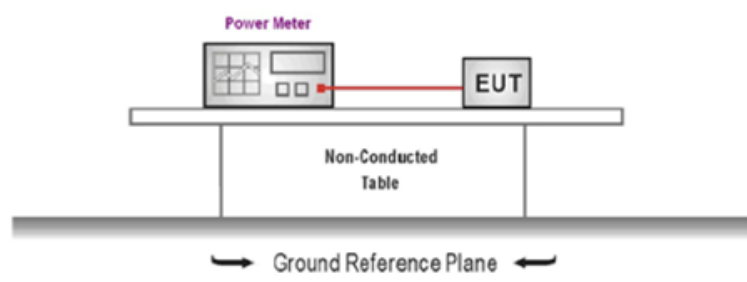 Power Meter
EUT
Non-Conducted
Table
Ground Reference Plane